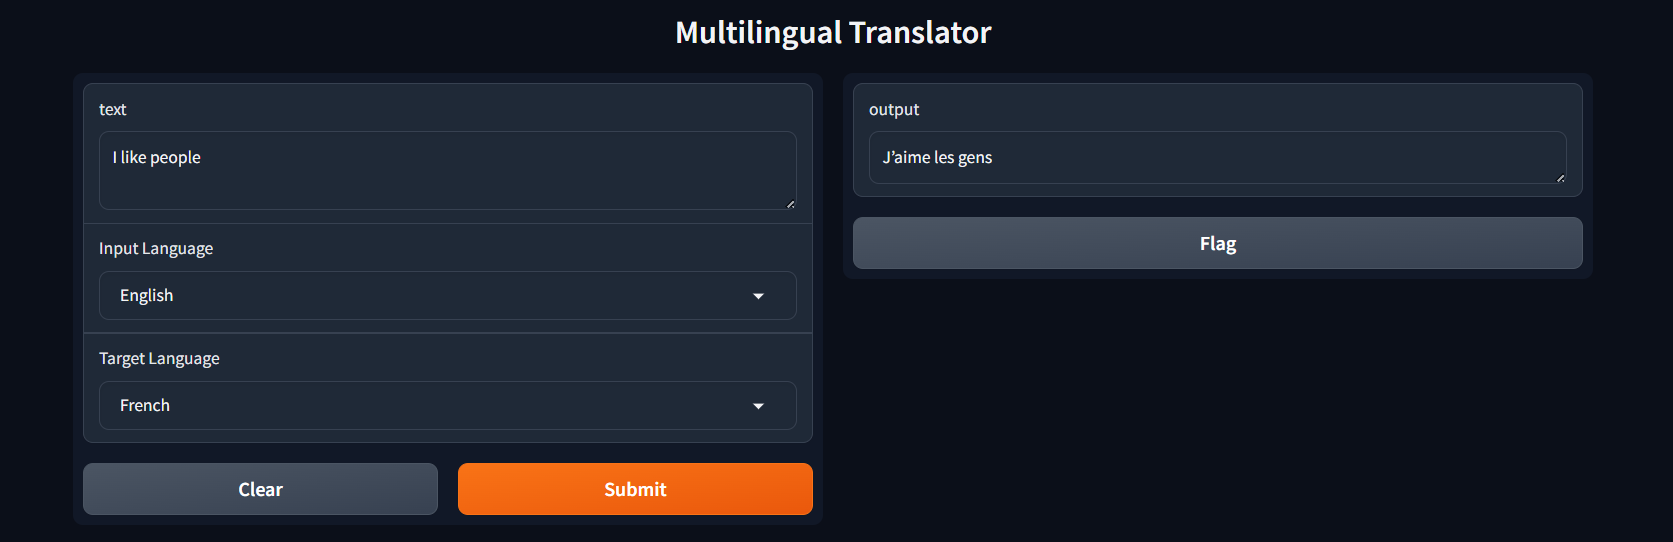 Multilingual Translator
text
I like people
Input Language
English
Target Language
French
Clear
Submit
output
J’aime les gens
Flag